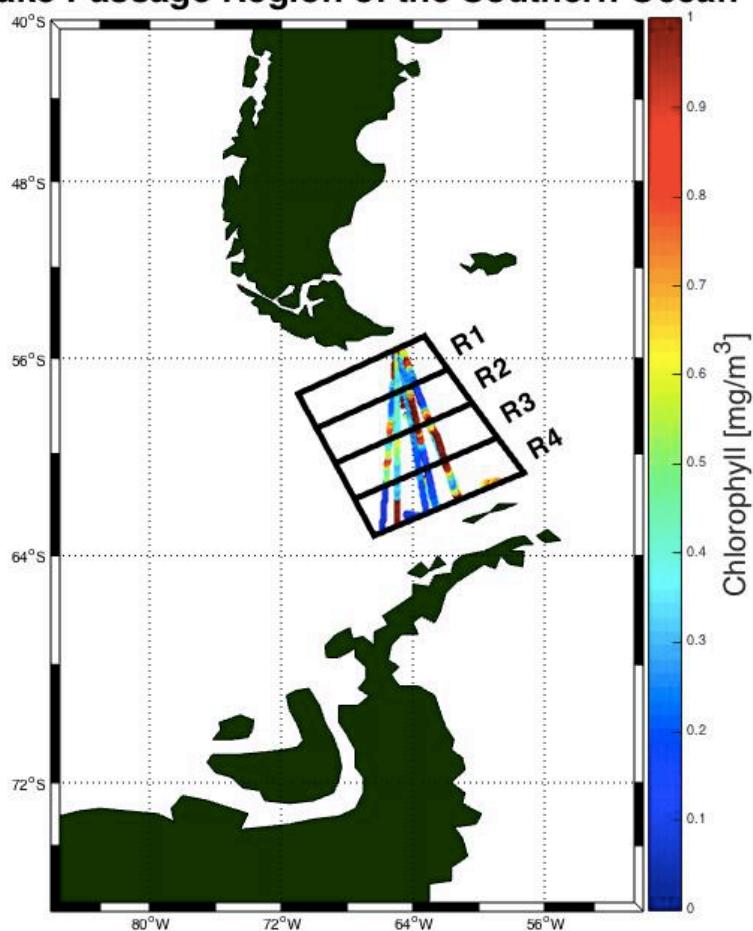 Passage Region of the Southern Ocean
40°S
48°S
56°S
64°S
72°S
80°W
72°W
64°W
56°W
R1
R2
R3
R4
1
0.9
0.8
0.7
0.6
0.5
0.4
0.3
0.2
0.1
0
Chlorophyll [mg/m³]